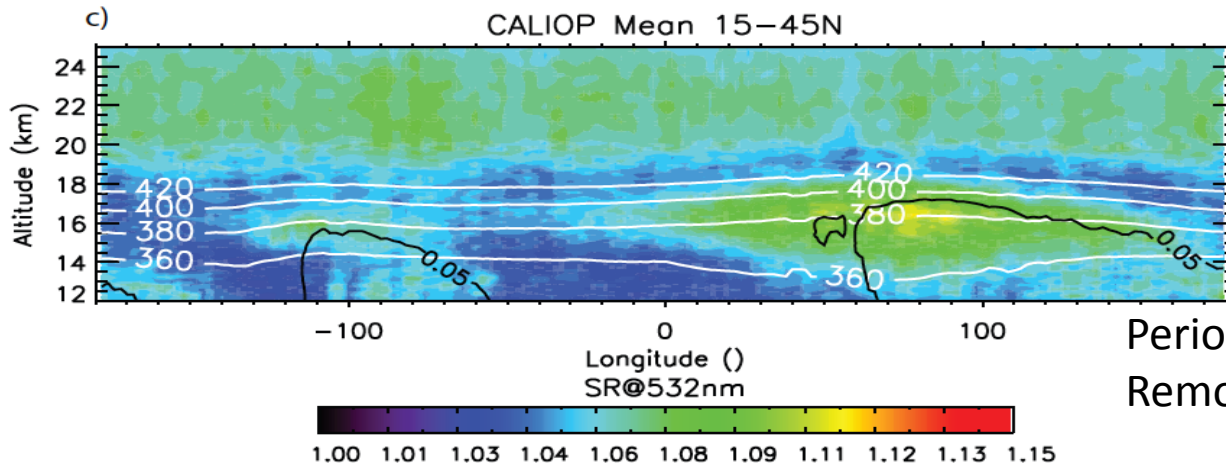 c)
CALIOP Mean 15-45N
Altitude (km)
24
22
20
18
16
14
12
420
400
380
360
0.05
420
400
380
360
0.05
-100 0 100
Longitude ()
SR@532nm
1.00 1.01 1.03 1.04 1.06 1.08 1.09 1.11 1.12 1.13 1.15
Perio
Remo